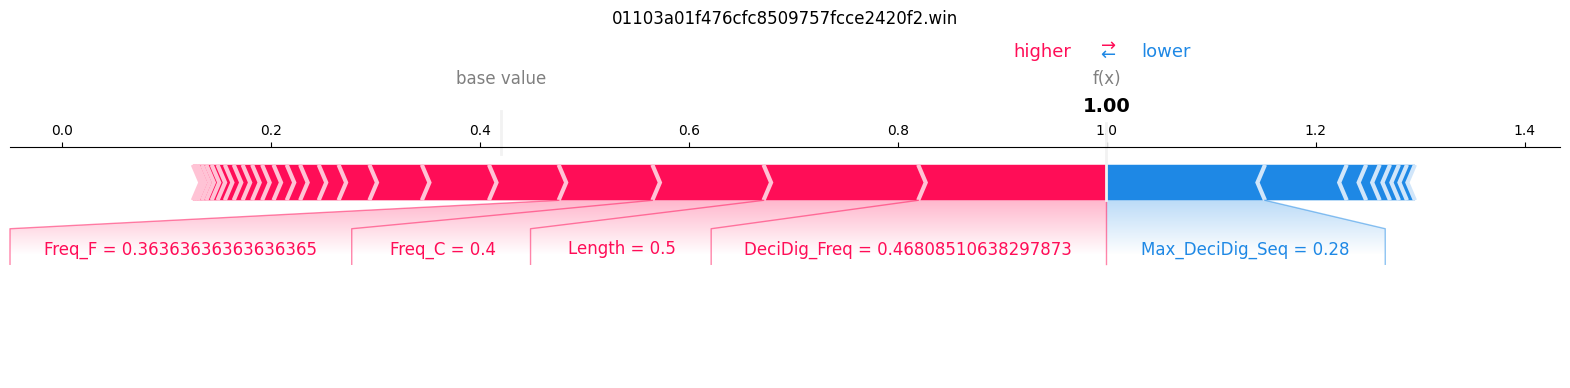 01103a01f476cfc8509757fcce2420f2.win
higher ⇄ lower
base value f(x)
1.00
0.0 0.2 0.4 0.6 0.8 1.0 1.2 1.4
Freq_F = 0.36363636363636365 Freq_C = 0.4 Length = 0.5 DeciDig_Freq = 0.46808510638297873 Max_DeciDig_Seq = 0.28